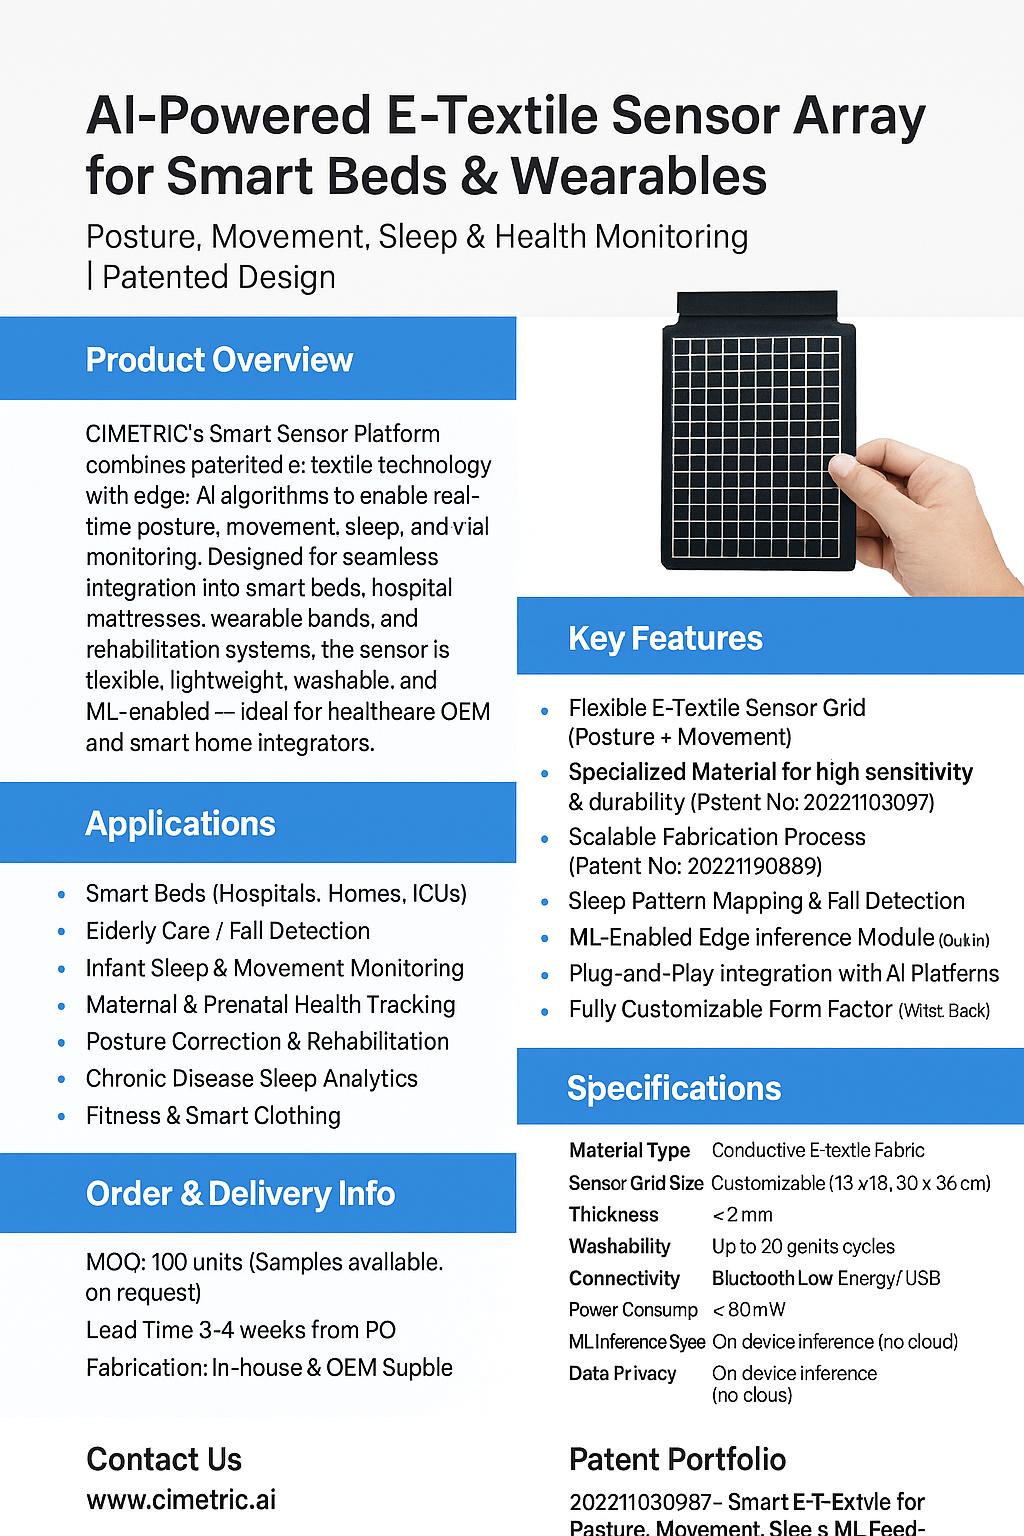 AI-Powered E-Textile Sensor Array
for Smart Beds & Wearables
Posture, Movement, Sleep & Health Monitoring
| Patented Design
Product Overview
CIMETRIC's Smart Sensor Platform
combines paterited e: textile technology
with edge: AI algorithms to enable real-
time posture, movement, sleep, and vial
monitoring. Designed for seamless
integration into smart beds, hospital
mattresses. wearable bands, and
rehabilitation systems, the sensor is
tlexible, lightweight, washable, and
ML-enabled -– ideal for healtheare OEM
and smart home integrators.
Applications
• Smart Beds (Hospitals. Homes, ICUs)
• Eiderly Care / Fall Detection
• Infant Sleep & Movement Monitoring
• Maternal & Prenatal Health Tracking
• Posture Correction & Rehabilitation
• Chronic Disease Sleep Analytics
• Fitness & Smart Clothing
Order & Delivery Info
MOQ: 100 units (Samples available.
on request)
Lead Time 3-4 weeks from PO
Fabrication: In-house & OEM Supble
Contact Us
www.cimetric.ai
Key Features
• Flexible E-Textile Sensor Grid
(Posture + Movement)
• Specialized Material for high sensitivity
& durability (Pstent No: 20221103097)
• Scalable Fabrication Process
(Patent No: 20221190889)
• Sleep Pattern Mapping & Fall Detection
• ML-Enabled Edge inference Module (Oulkin)
• Plug-and-Play integration with AI Platferns
• Fully Customizable Form Factor (Witst. Back)
Specifications
Material Type Conductive E-textle Fabric
Sensor Grid Size Customizable (13 x18, 30 x 36 cm)
Thickness < 2 mm
Washability Up to 20 genits cycles
Connectivity Bluctooth Low Energy/ USB
Power Consump < 80 mW
ML Inference Syee On device inference (no cloud)
Data Privacy On device inference
(no clous)
Patent Portfolio
202211030987– Smart E-T-Extvle for
Pasture, Movement, Slee s ML Feed-